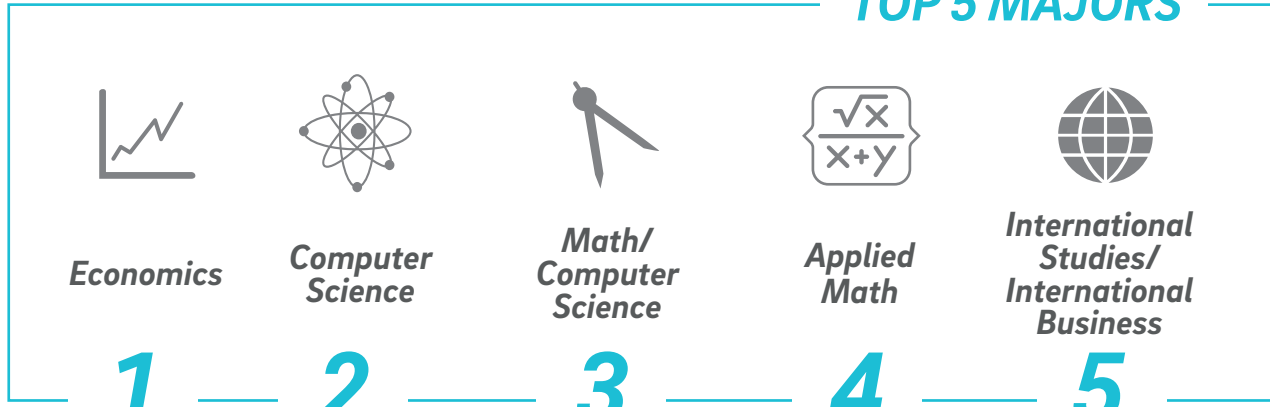 TOP 5 MAJORS
√x
x+y
Economics
Computer
Science
Math/
Computer
Science
Applied
Math
International
Studies/
International
Business
1 2 3 4 5